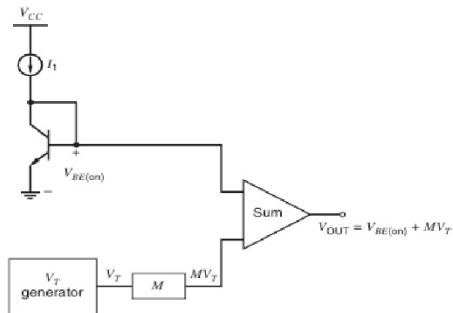 V_CC
I_1
+
V_BE(on)
−
Sum
V_OUT = V_BE(on) + MV_T
V_T generator
V_T
M
MV_T